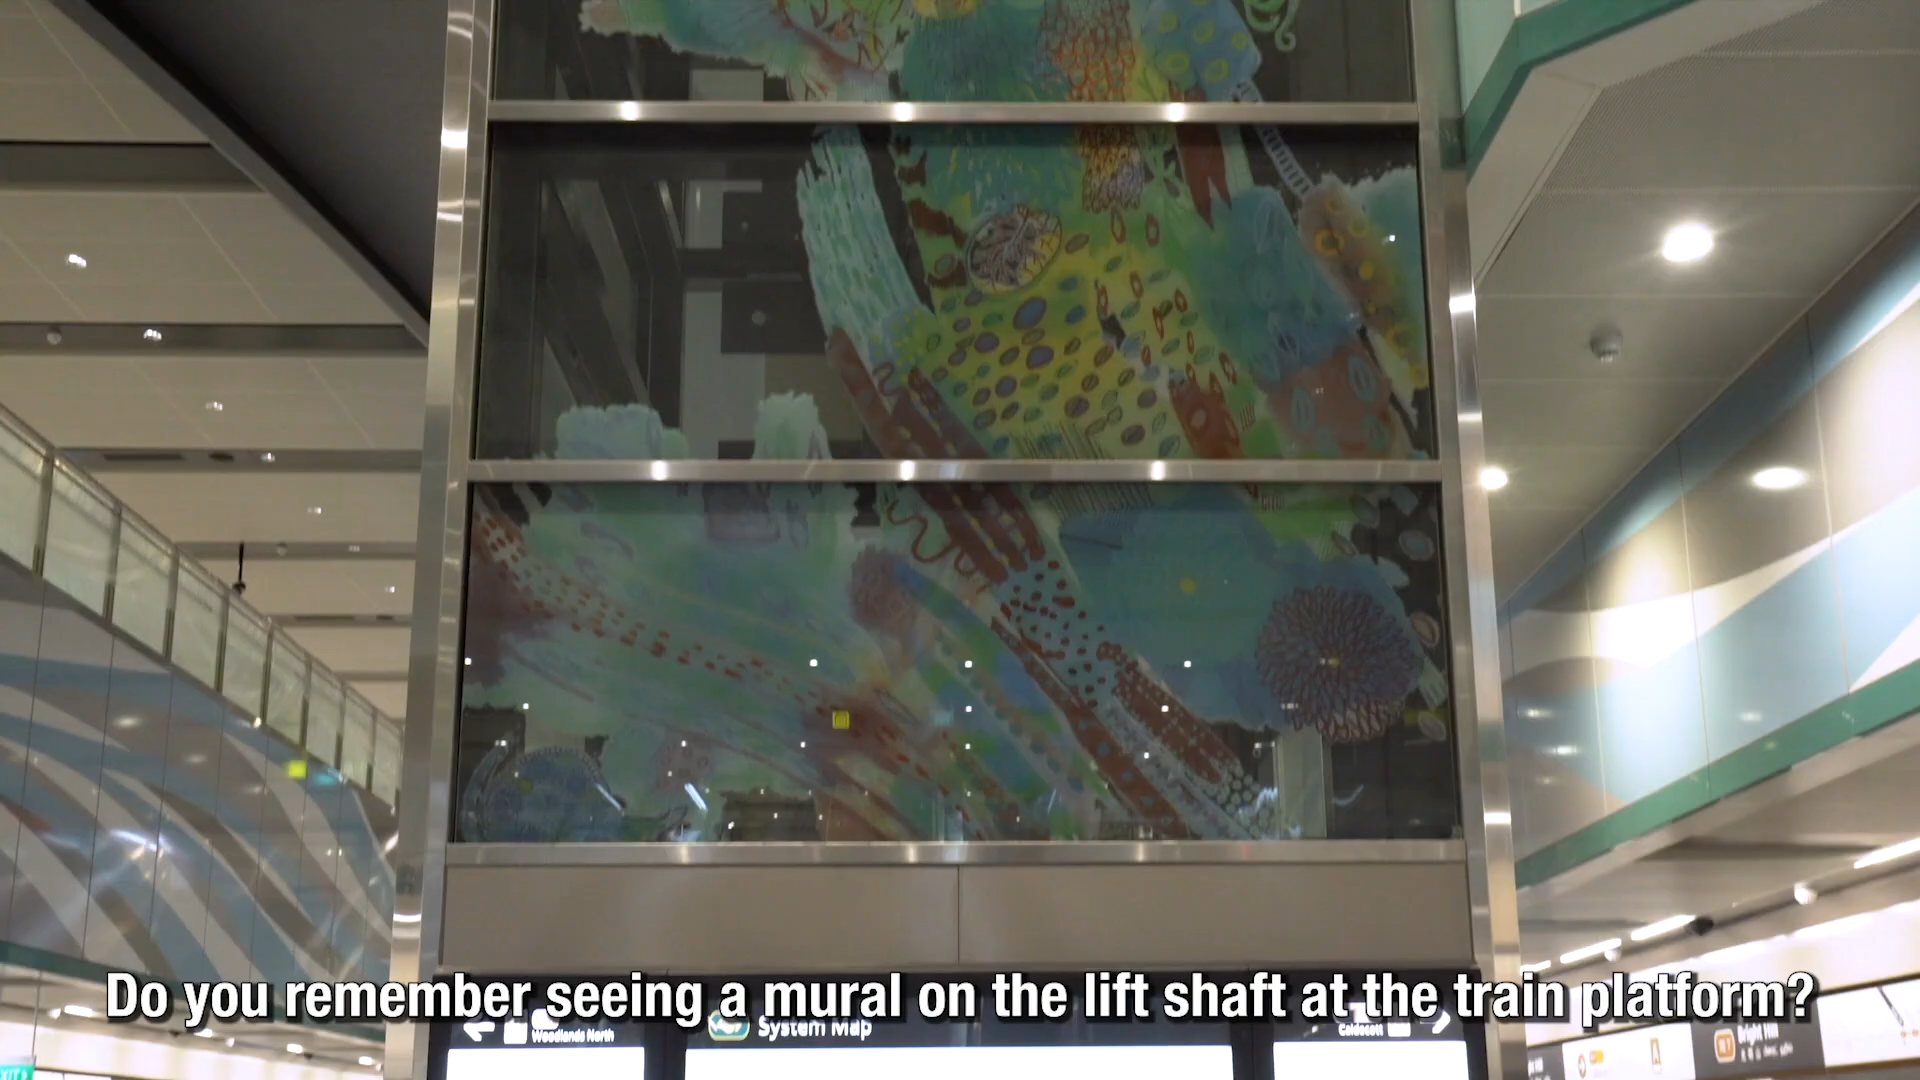 Do you remember seeing a mural on the lift shaft at the train platform?
Woodlands North
System Map
Caldecott
Bright Hill
A
EXIT